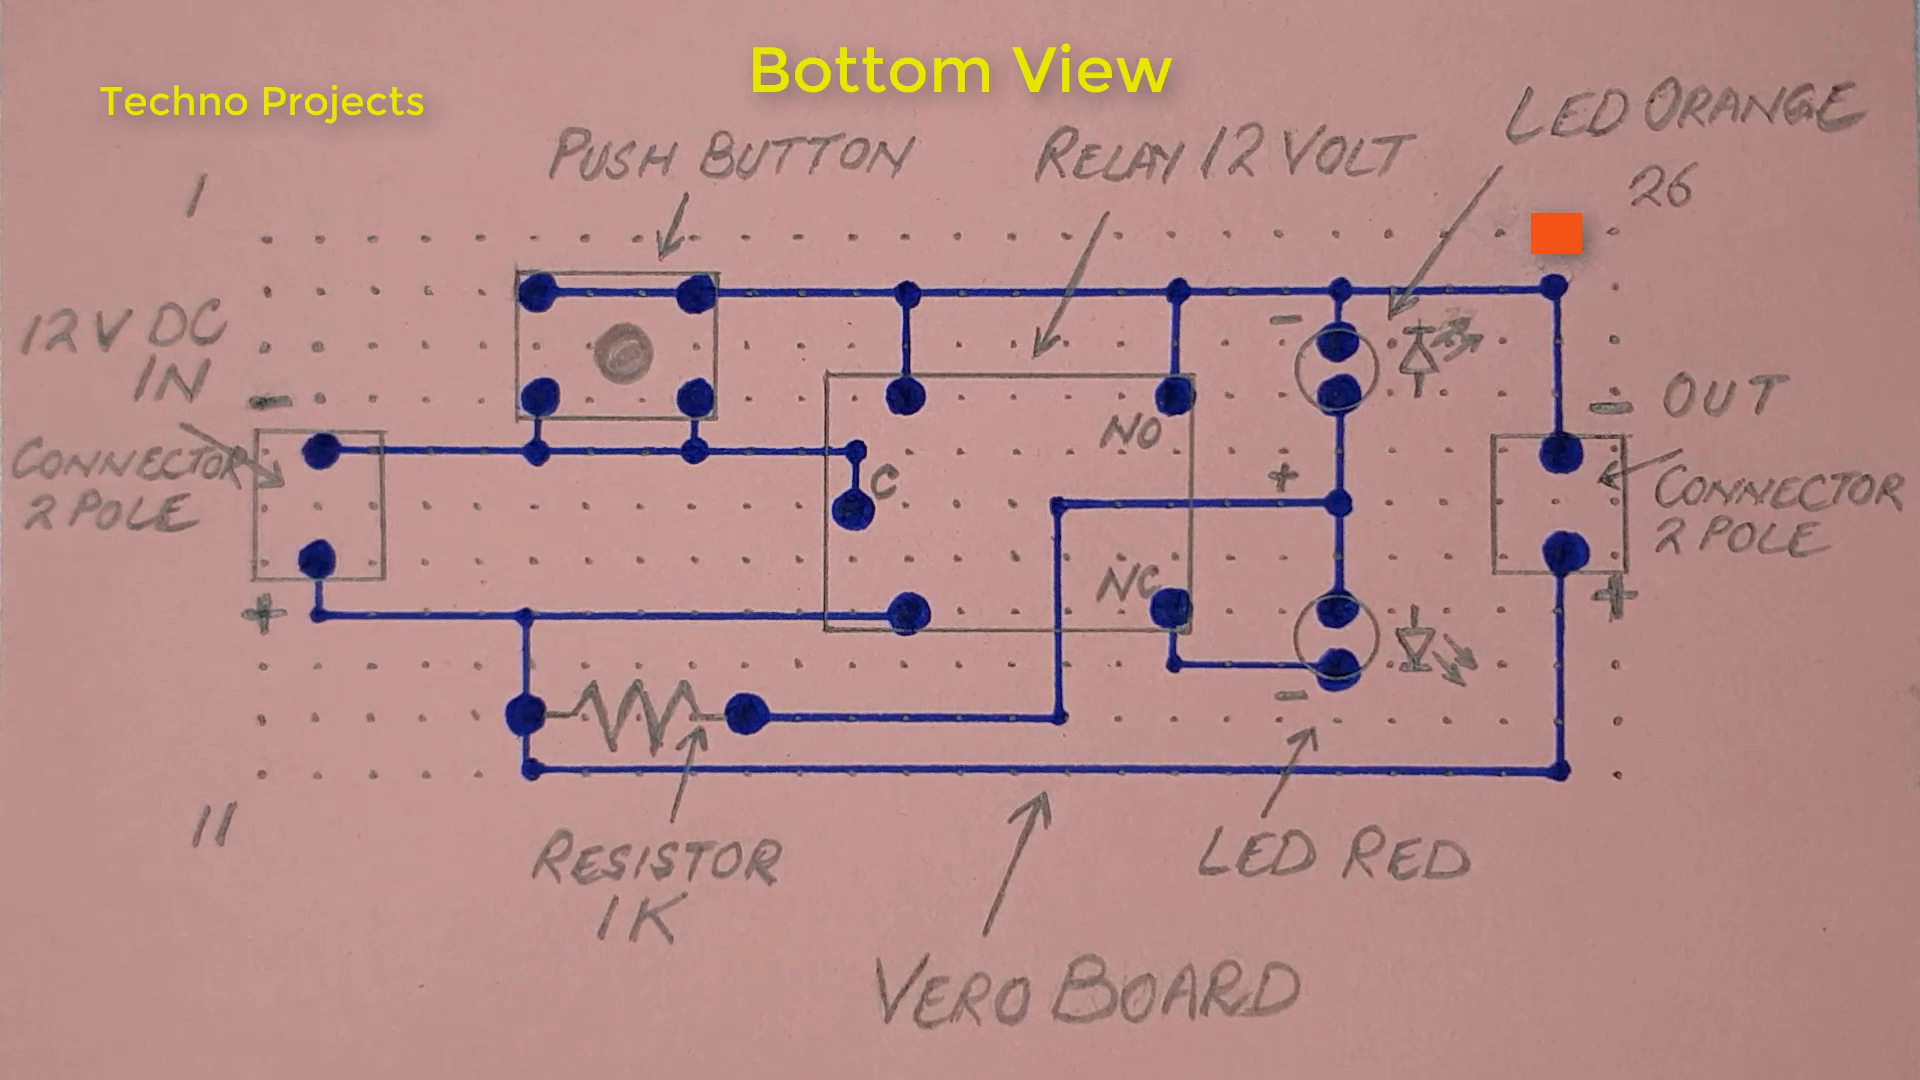 Bottom View
Techno Projects
LED ORANGE
PUSH BUTTON
RELAY 12 VOLT
1
26
12V DC
IN
-
-
- OUT
NO
CONNECTOR
2 POLE
C
+
CONNECTOR
2 POLE
NC
+
+
-
11
RESISTOR
1K
LED RED
VERO BOARD